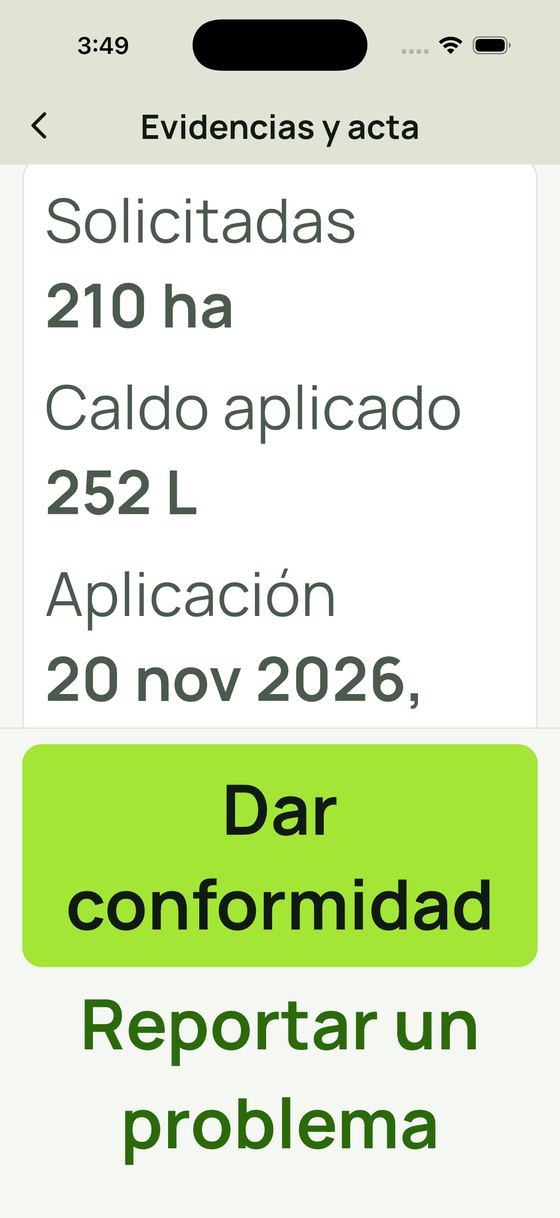 3:49
Evidencias y acta
Solicitadas
210 ha
Caldo aplicado
252 L
Aplicación
20 nov 2026,
Dar
conformidad
Reportar un
problema